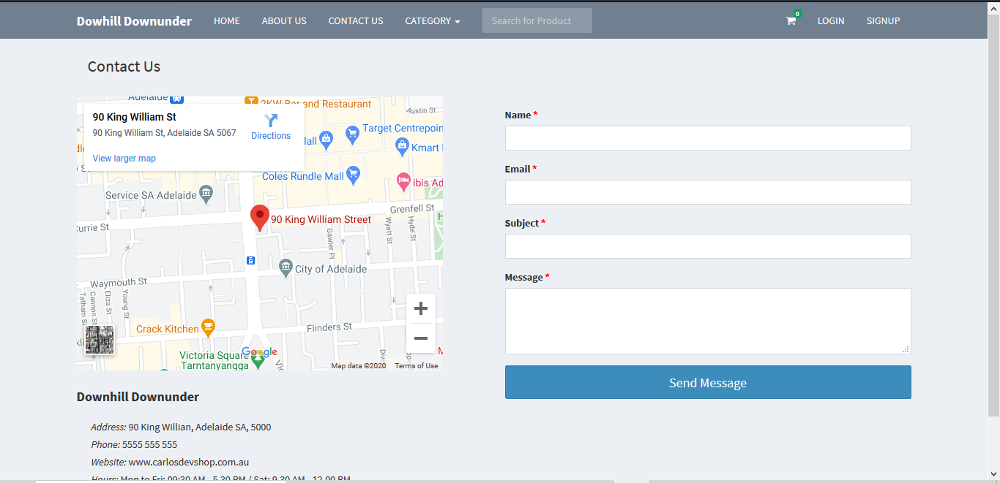 Dowhill Downunder HOME ABOUT US CONTACT US CATEGORY Search for Product 0 LOGIN SIGNUP
Contact Us
Adelaide
2KW Bar and Restaurant
Austin St
90 King William St
90 King William St, Adelaide SA 5067
Directions
View larger map
Target Centrepoin
Mall
Kmart
Coles Rundle Mall
ibis Ad
Service SA Adelaide
Grenfell St
90 King William Street
Currie St
Wyatt St
Hyde St
Gawler Pl
City of Adelaide
Waymouth St
Tatham St
Cannon St
Eliza St
Young St
Crack Kitchen
Flinders St
Victoria Square
Tarntanyangga
Google
Map data ©2020 Terms of Use
Name *
Email *
Subject *
Message *
Send Message
Downhill Downunder
Address: 90 King Willian, Adelaide SA, 5000
Phone: 5555 555 555
Website: www.carlosdevshop.com.au
Hours: Mon to Fri: 09:30 AM - 5.30 PM / Sat: 9.30 AM - 12.00 PM